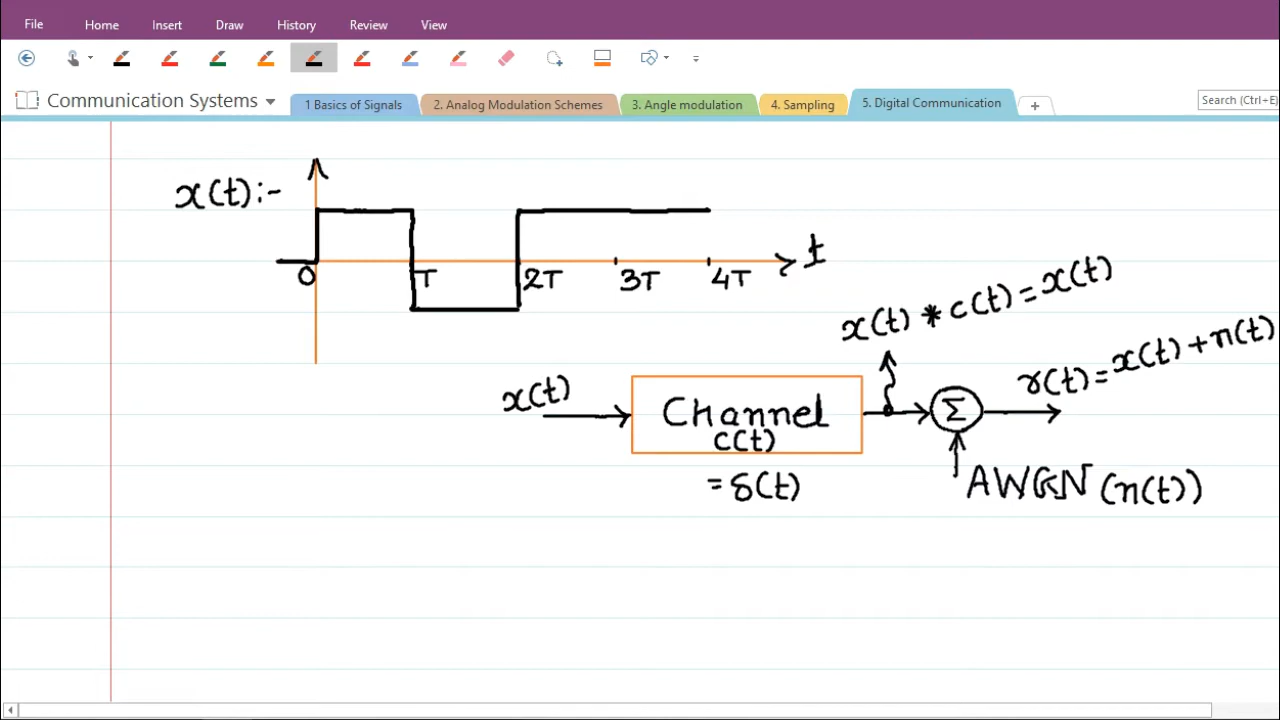 File Home Insert Draw History Review View
Communication Systems 1 Basics of Signals 2. Analog Modulation Schemes 3. Angle modulation 4. Sampling 5. Digital Communication + Search (Ctrl+E)
x(t):-
0 T 2T 3T 4T t
x(t) * c(t) = x(t)
x(t)
Channel
c(t)
= δ(t)
Σ
r(t) = x(t) + n(t)
AWGN (n(t))